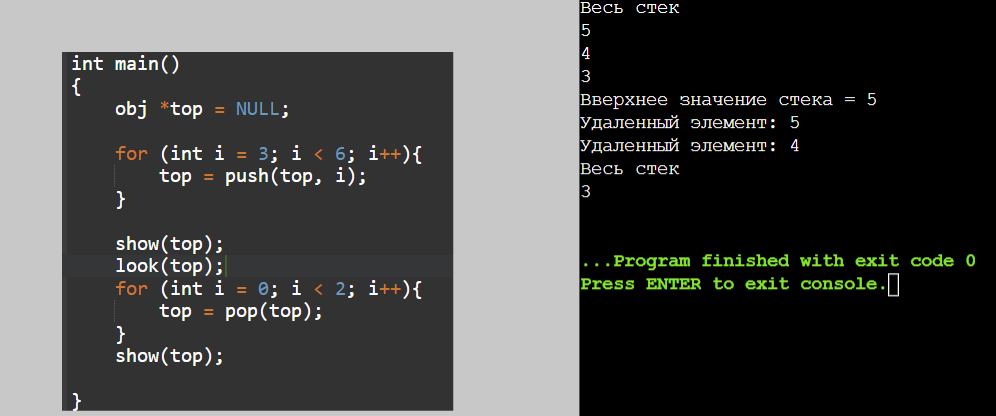 int main()
{
    obj *top = NULL;
    for (int i = 3; i < 6; i++){
        top = push(top, i);
    }
    show(top);
    look(top);
    for (int i = 0; i < 2; i++){
        top = pop(top);
    }
    show(top);
}
Весь стек
5
4
3
Вверхнее значение стека = 5
Удаленный элемент: 5
Удаленный элемент: 4
Весь стек
3
...Program finished with exit code 0
Press ENTER to exit console.